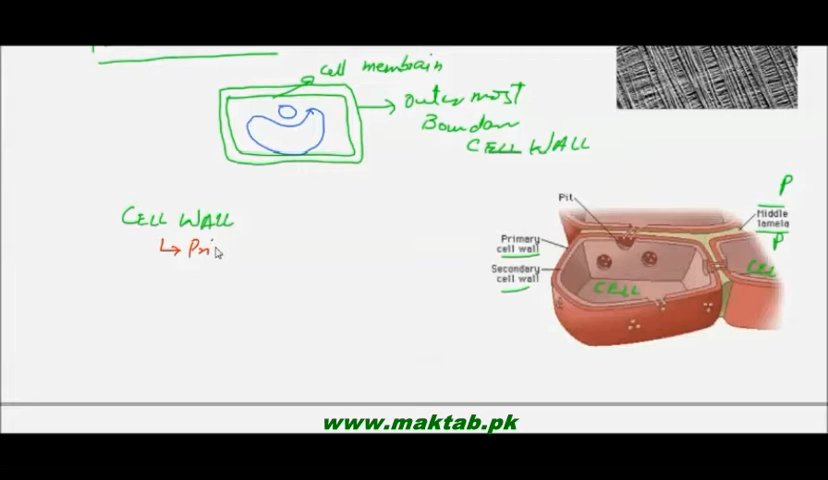 Cell membrain
outer most
Boundan
CELL WALL
P
Pit
Middle
lamela
P
Primary
cell wall
Secondary
cell wall
CELL
CEL
CELL WALL
↳ Pri
www.maktab.pk